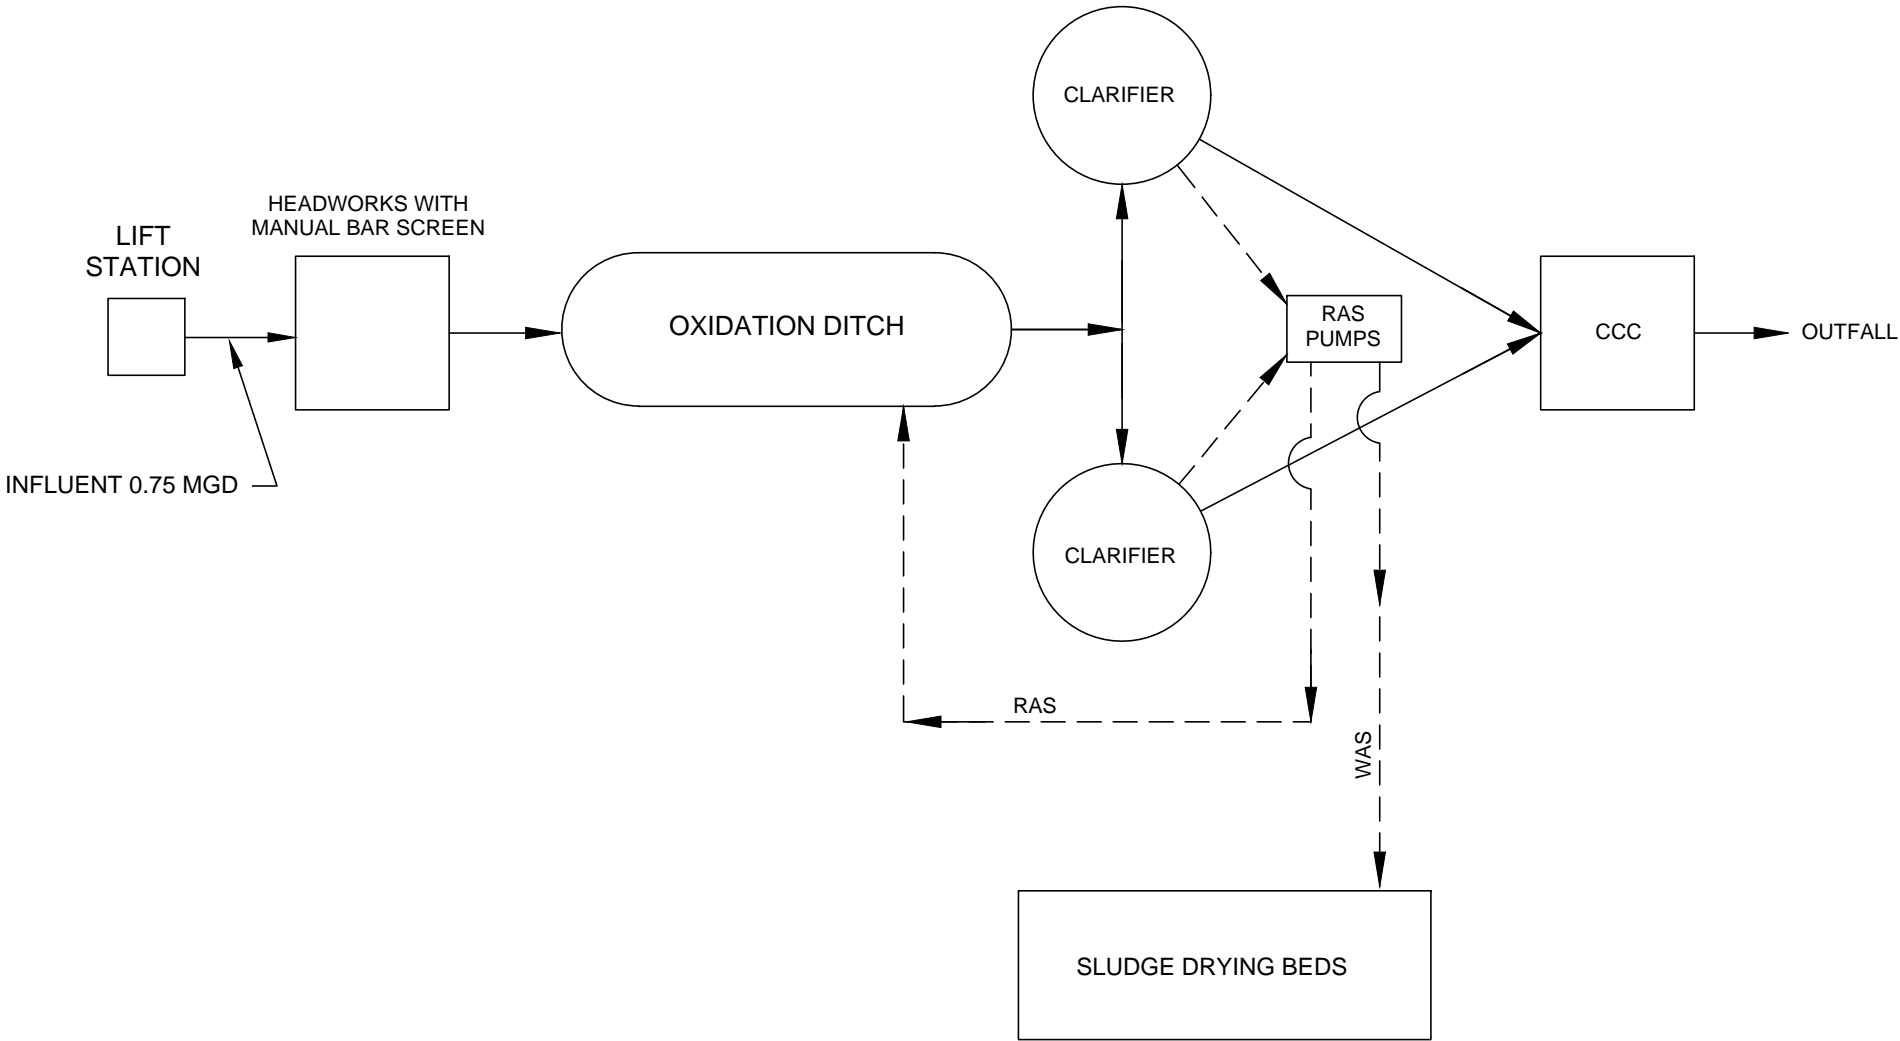 CLARIFIER
HEADWORKS WITH
MANUAL BAR SCREEN
LIFT
STATION
OXIDATION DITCH
RAS
PUMPS
CCC
OUTFALL
INFLUENT 0.75 MGD
CLARIFIER
RAS
WAS
SLUDGE DRYING BEDS